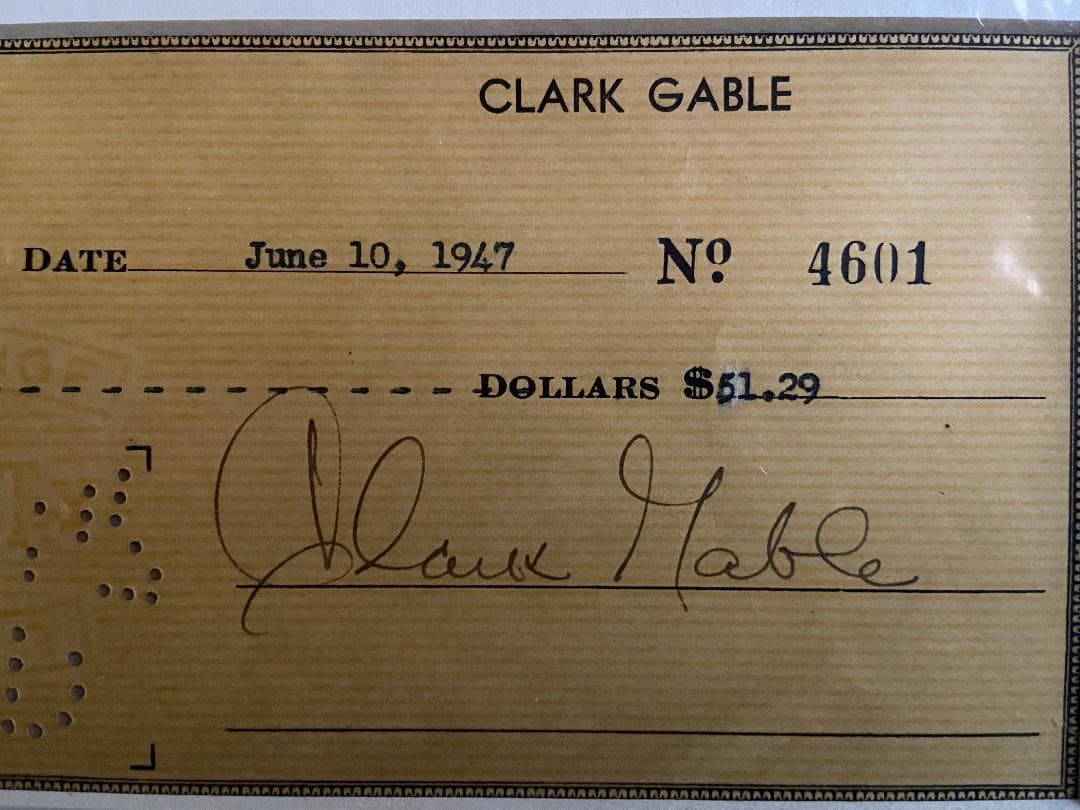 CLARK GABLE
DATE June 10, 1947 Nº 4601
DOLLARS $51.29
Clark Gable